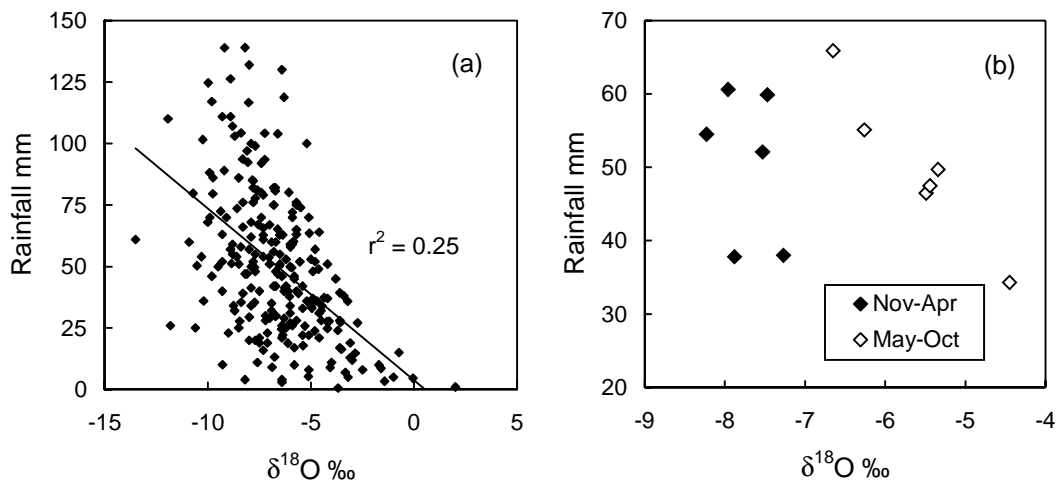 150
125
100
75
50
25
0
Rainfall mm
(a)
r² = 0.25
-15
-10
-5
0
5
δ¹⁸O ‰
70
60
50
40
30
20
Rainfall mm
(b)
Nov-Apr
May-Oct
-9
-8
-7
-6
-5
-4
δ¹⁸O ‰